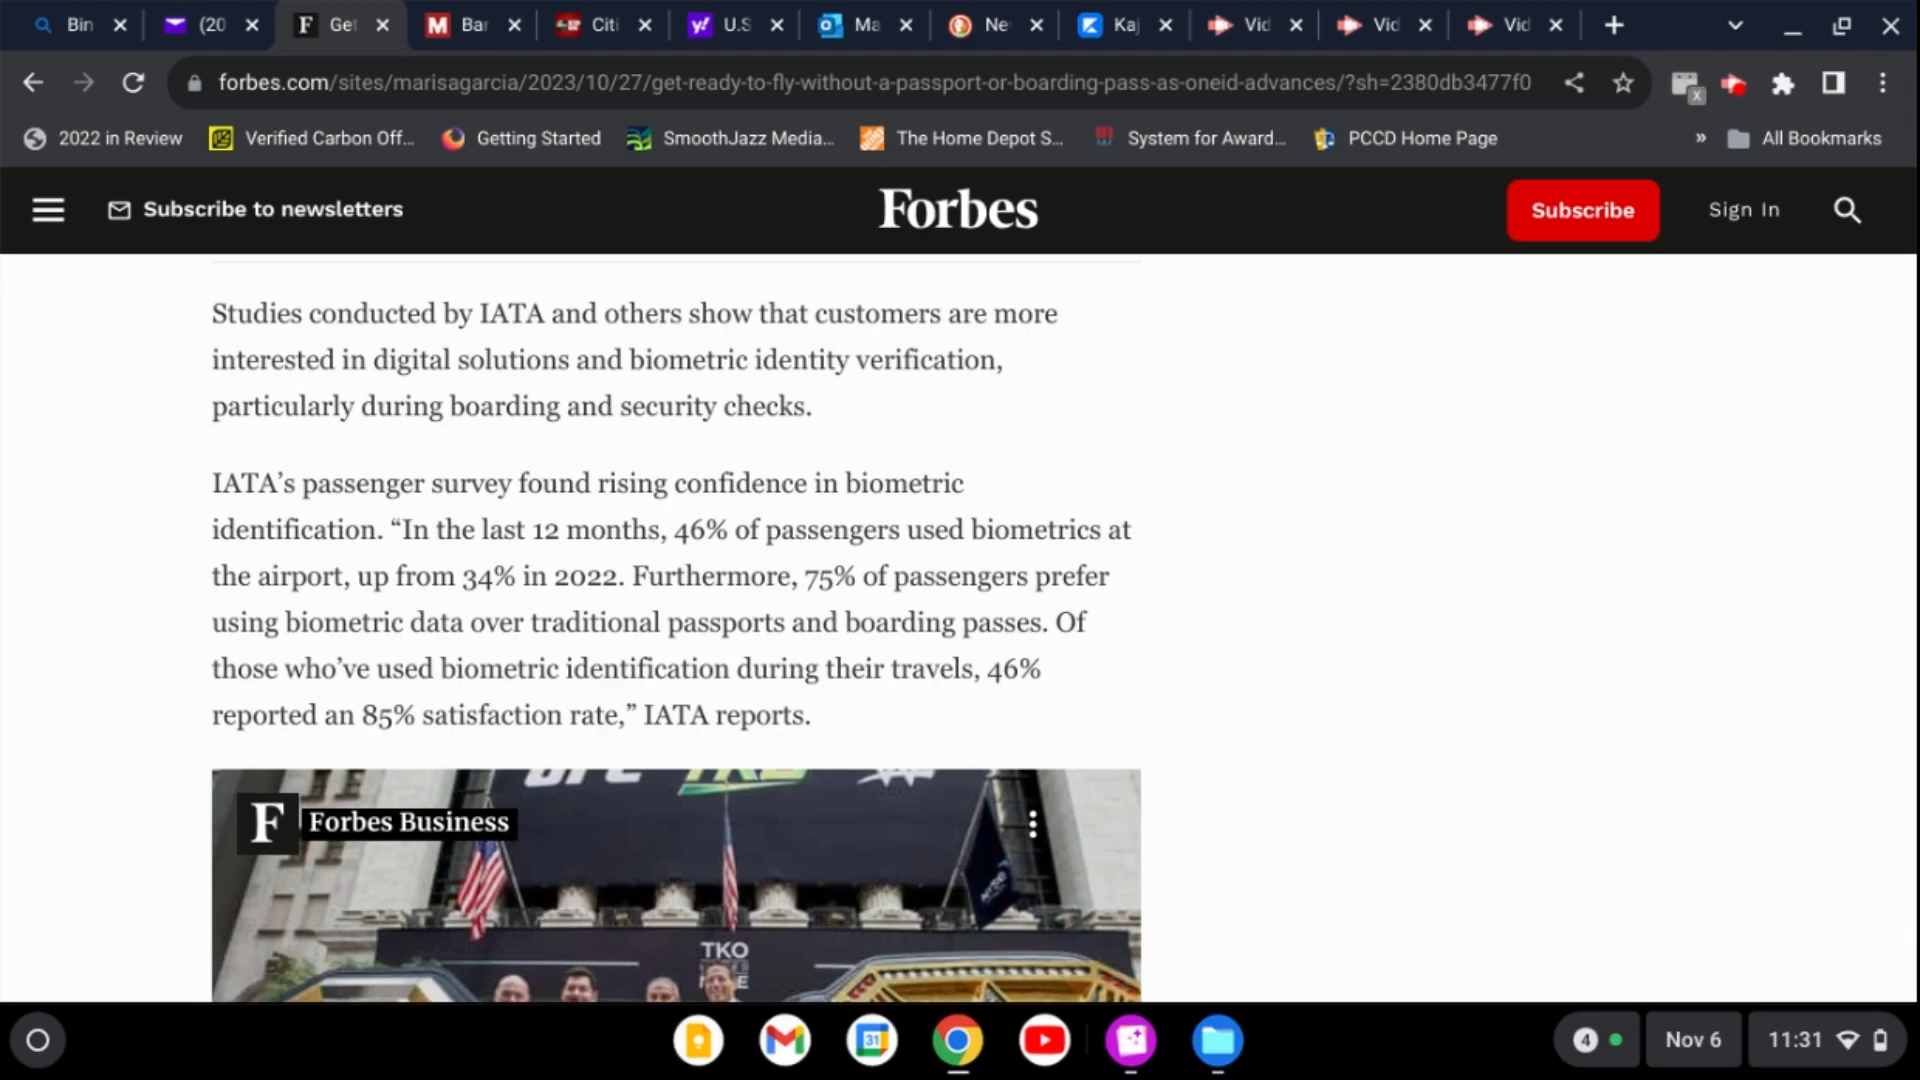 Bin
(20
Get
Bar
Citi
U.S
Ma
Ne
Kaj
Vid
Vid
Vid
forbes.com/sites/marisagarcia/2023/10/27/get-ready-to-fly-without-a-passport-or-boarding-pass-as-oneid-advances/?sh=2380db3477f0
2022 in Review
Verified Carbon Off...
Getting Started
SmoothJazz Media...
The Home Depot S...
System for Award...
PCCD Home Page
»
All Bookmarks
Subscribe to newsletters
Forbes
Subscribe
Sign In
Studies conducted by IATA and others show that customers are more
interested in digital solutions and biometric identity verification,
particularly during boarding and security checks.
IATA’s passenger survey found rising confidence in biometric
identification. “In the last 12 months, 46% of passengers used biometrics at
the airport, up from 34% in 2022. Furthermore, 75% of passengers prefer
using biometric data over traditional passports and boarding passes. Of
those who’ve used biometric identification during their travels, 46%
reported an 85% satisfaction rate,” IATA reports.
UFC
F
Forbes Business
TKO
31
4
Nov 6
11:31